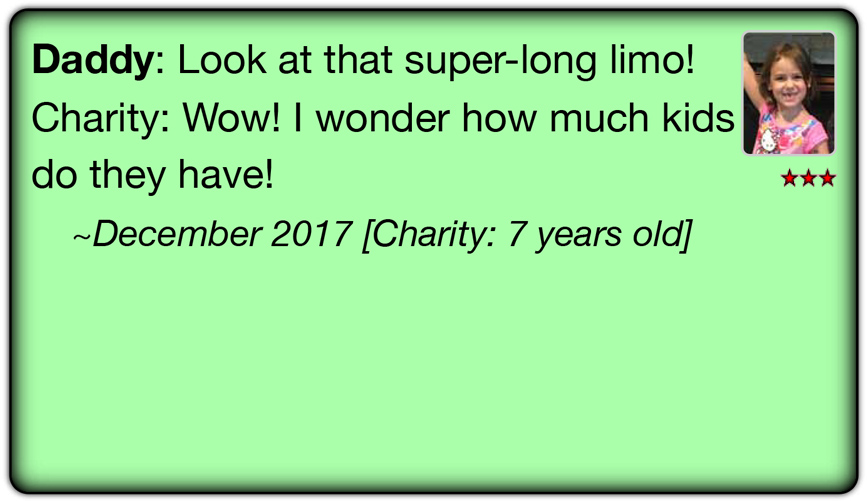 Daddy: Look at that super-long limo!
Charity: Wow! I wonder how much kids
do they have!
~December 2017 [Charity: 7 years old]